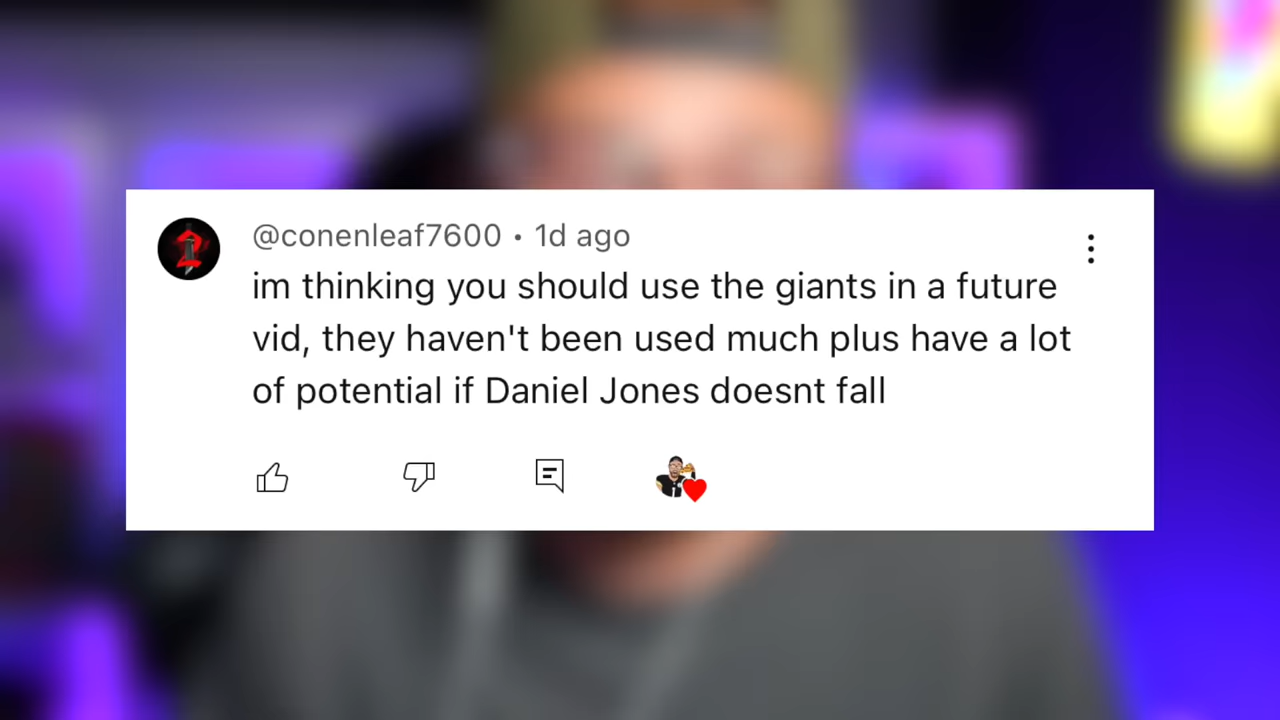 @conenleaf7600 • 1d ago
im thinking you should use the giants in a future
vid, they haven't been used much plus have a lot
of potential if Daniel Jones doesnt fall